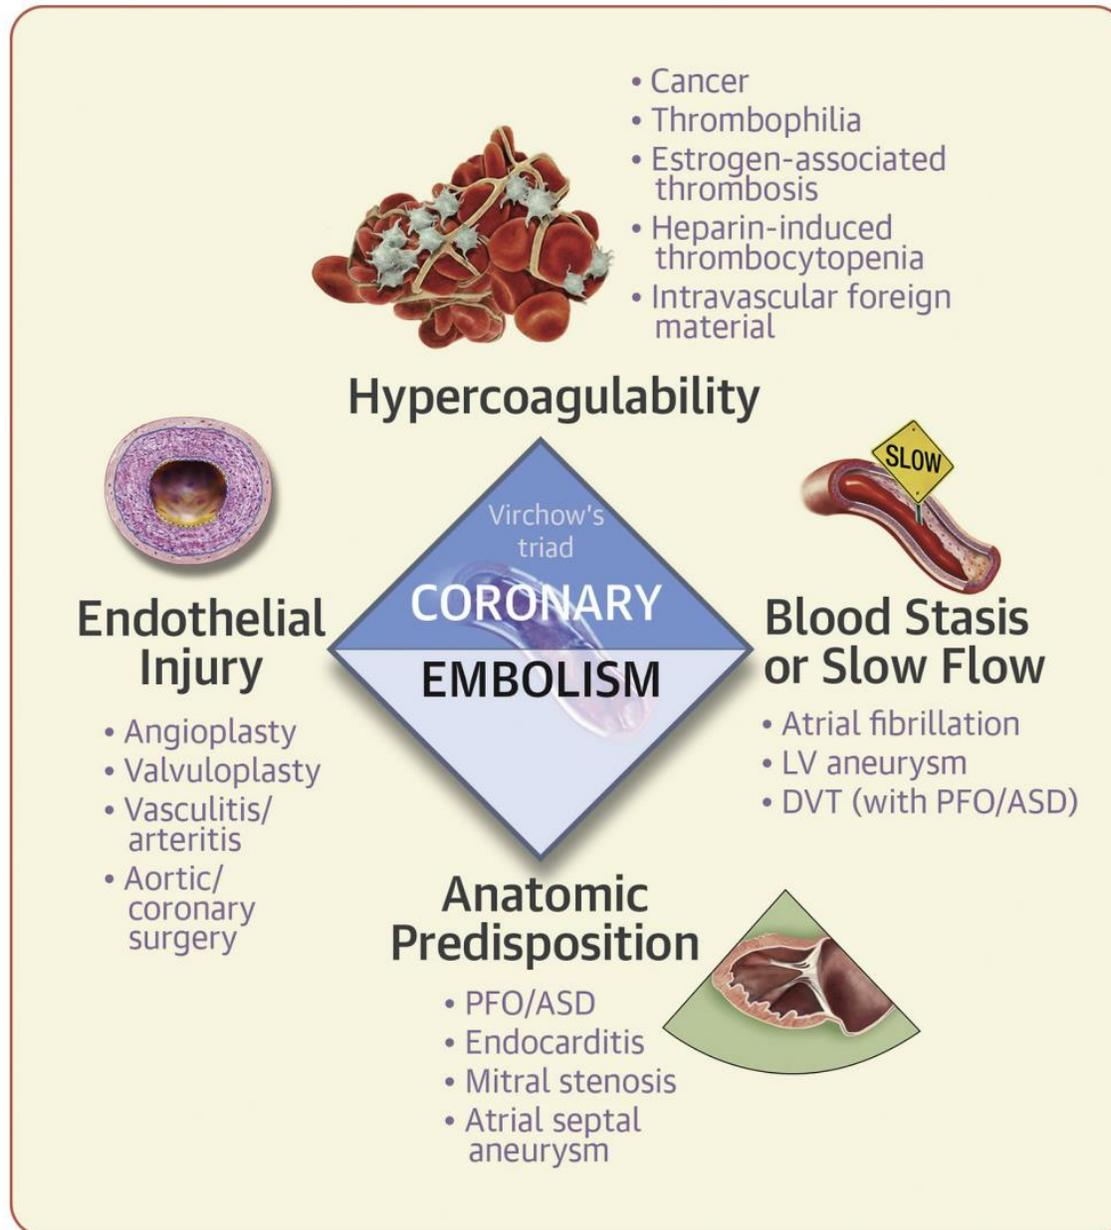 • Cancer
• Thrombophilia
• Estrogen-associated
thrombosis
• Heparin-induced
thrombocytopenia
• Intravascular foreign
material
Hypercoagulability
SLOW
Virchow's
triad
CORONARY
EMBOLISM
Endothelial
Injury
• Angioplasty
• Valvuloplasty
• Vasculitis/
arteritis
• Aortic/
coronary
surgery
Blood Stasis
or Slow Flow
• Atrial fibrillation
• LV aneurysm
• DVT (with PFO/ASD)
Anatomic
Predisposition
• PFO/ASD
• Endocarditis
• Mitral stenosis
• Atrial septal
aneurysm